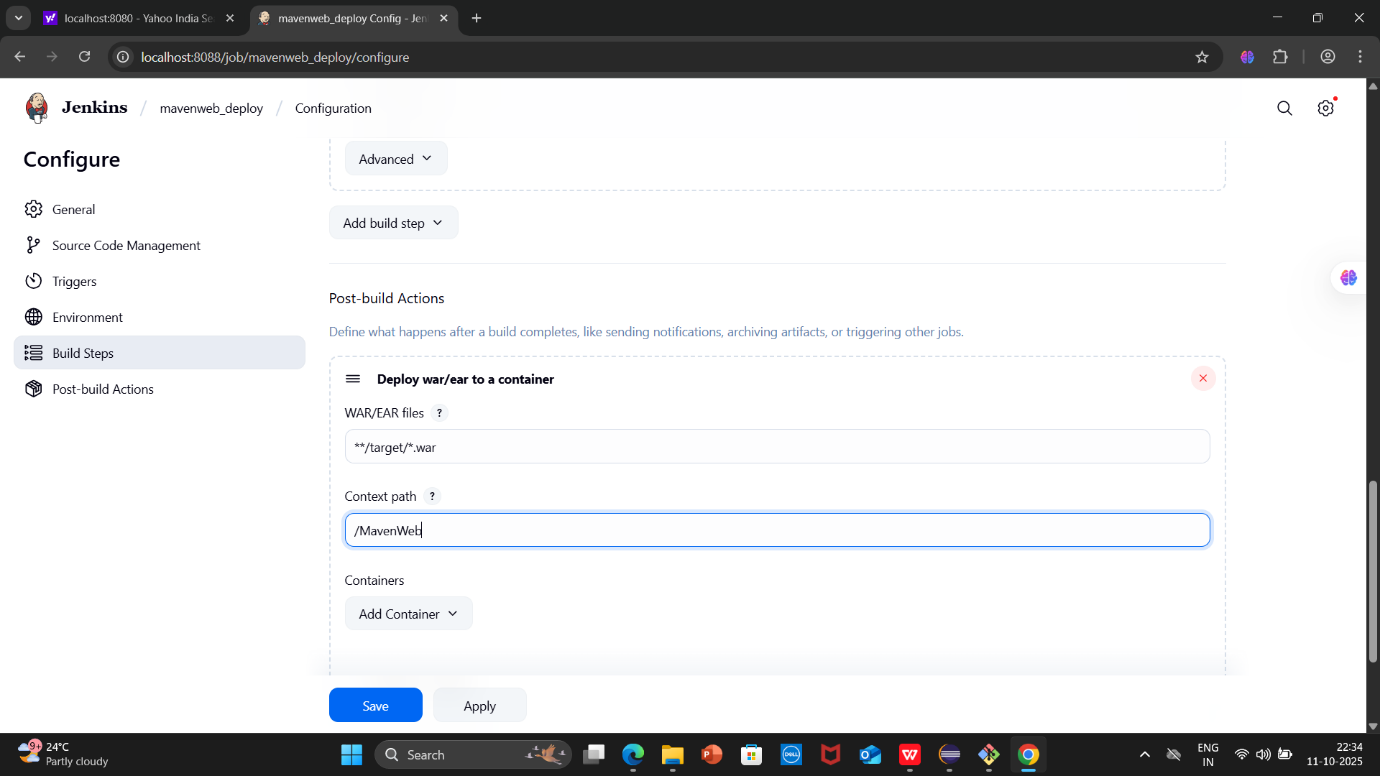 localhost:8080 - Yahoo India Se
mavenweb_deploy Config - Jen
localhost:8088/job/mavenweb_deploy/configure
Jenkins / mavenweb_deploy / Configuration
Configure
General
Source Code Management
Triggers
Environment
Build Steps
Post-build Actions
Advanced
Add build step
Post-build Actions
Define what happens after a build completes, like sending notifications, archiving artifacts, or triggering other jobs.
Deploy war/ear to a container
WAR/EAR files ?
**/target/*.war
Context path ?
/MavenWeb
Containers
Add Container
Save
Apply
9+
24°C
Partly cloudy
Search
DELL
ENG
IN
22:34
11-10-2025